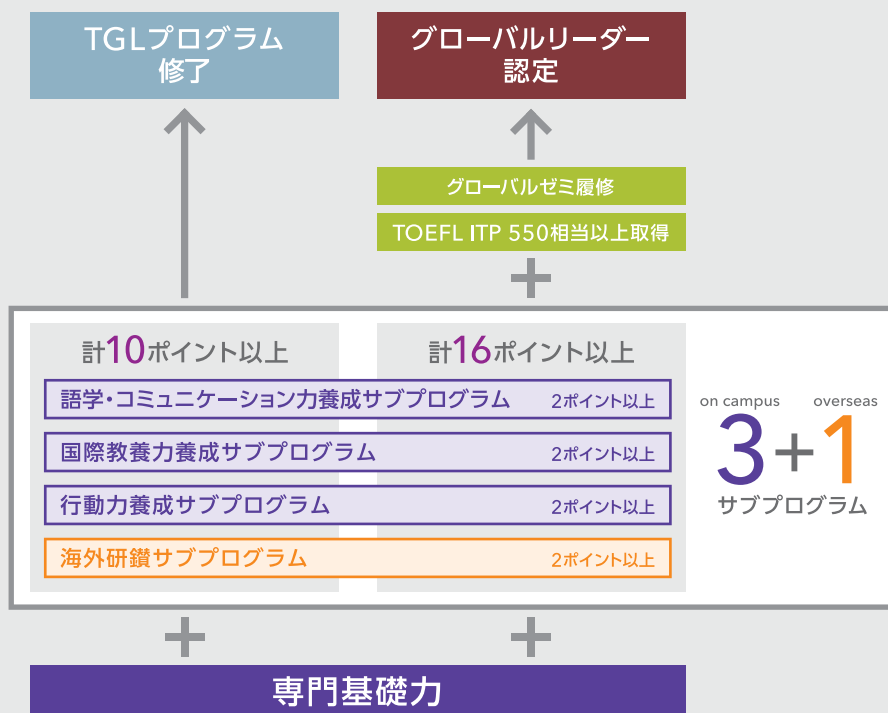 TGLプログラム
修了
グローバルリーダー
認定
グローバルゼミ履修
TOEFL ITP 550相当以上取得
計10ポイント以上
計16ポイント以上
語学・コミュニケーション力養成サブプログラム 2ポイント以上
国際教養力養成サブプログラム 2ポイント以上
行動力養成サブプログラム 2ポイント以上
海外研鑽サブプログラム 2ポイント以上
on campus overseas
3+1
サブプログラム
専門基礎力